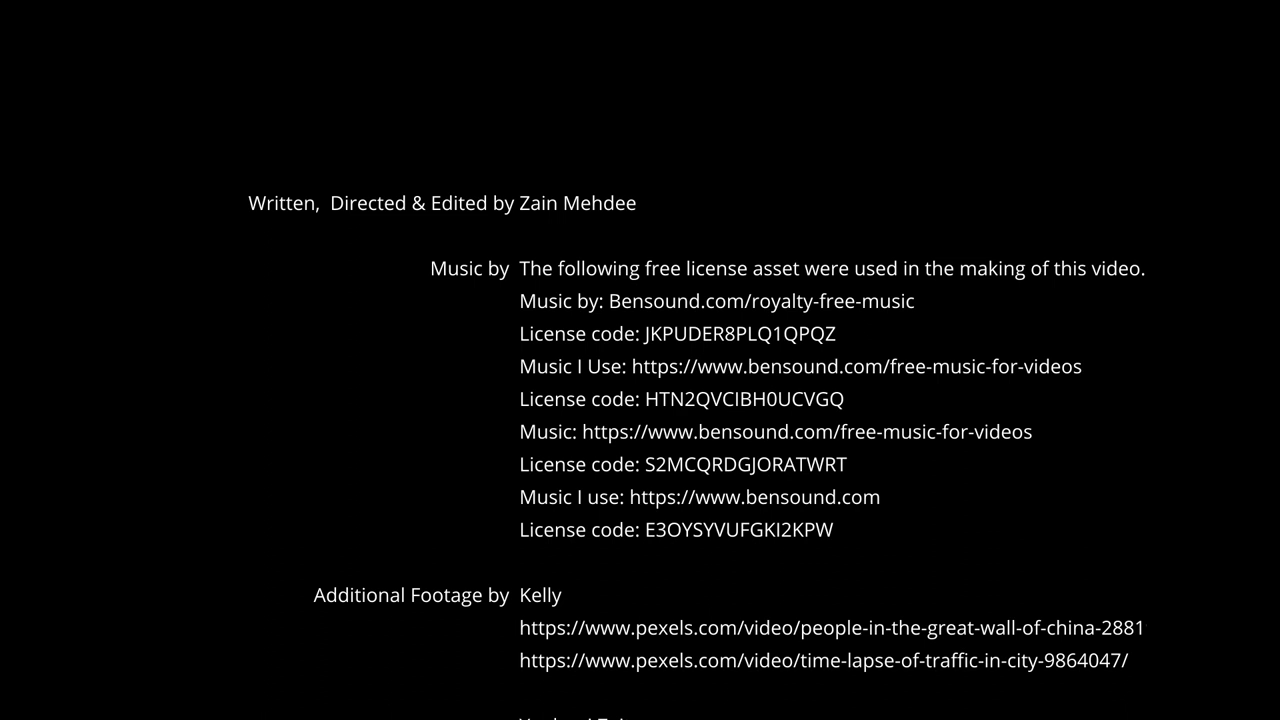 Written,  Directed & Edited by Zain Mehdee
Music by  The following free license asset were used in the making of this video.
Music by: Bensound.com/royalty-free-music
License code: JKPUDER8PLQ1QPQZ
Music I Use: https://www.bensound.com/free-music-for-videos
License code: HTN2QVCIBH0UCVGQ
Music: https://www.bensound.com/free-music-for-videos
License code: S2MCQRDGJORATWRT
Music I use: https://www.bensound.com
License code: E3OYSYVUFGKI2KPW
Additional Footage by  Kelly
https://www.pexels.com/video/people-in-the-great-wall-of-china-2881
https://www.pexels.com/video/time-lapse-of-traffic-in-city-9864047/